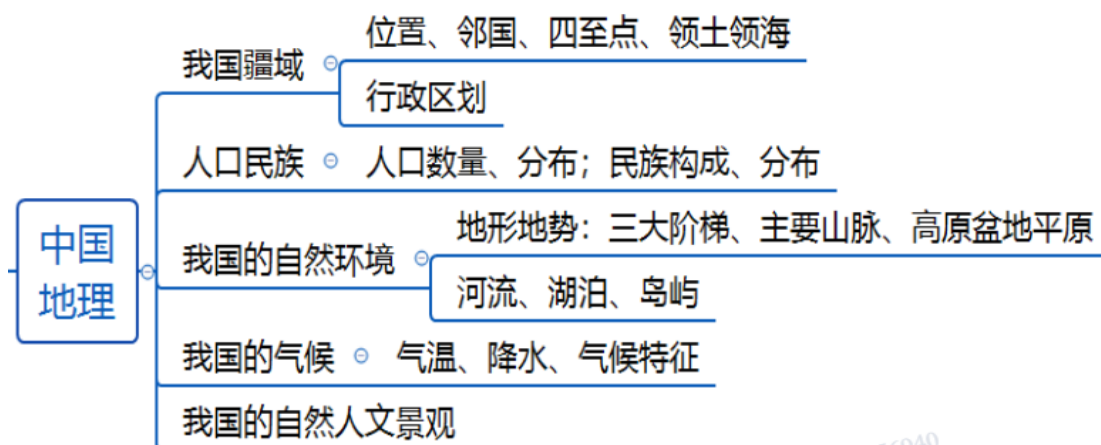 位置、邻国、四至点、领土领海
我国疆域
行政区划
人口民族
人口数量、分布；民族构成、分布
地形地势：三大阶梯、主要山脉、高原盆地平原
中国
地理
我国的自然环境
河流、湖泊、岛屿
我国的气候
气温、降水、气候特征
我国的自然人文景观